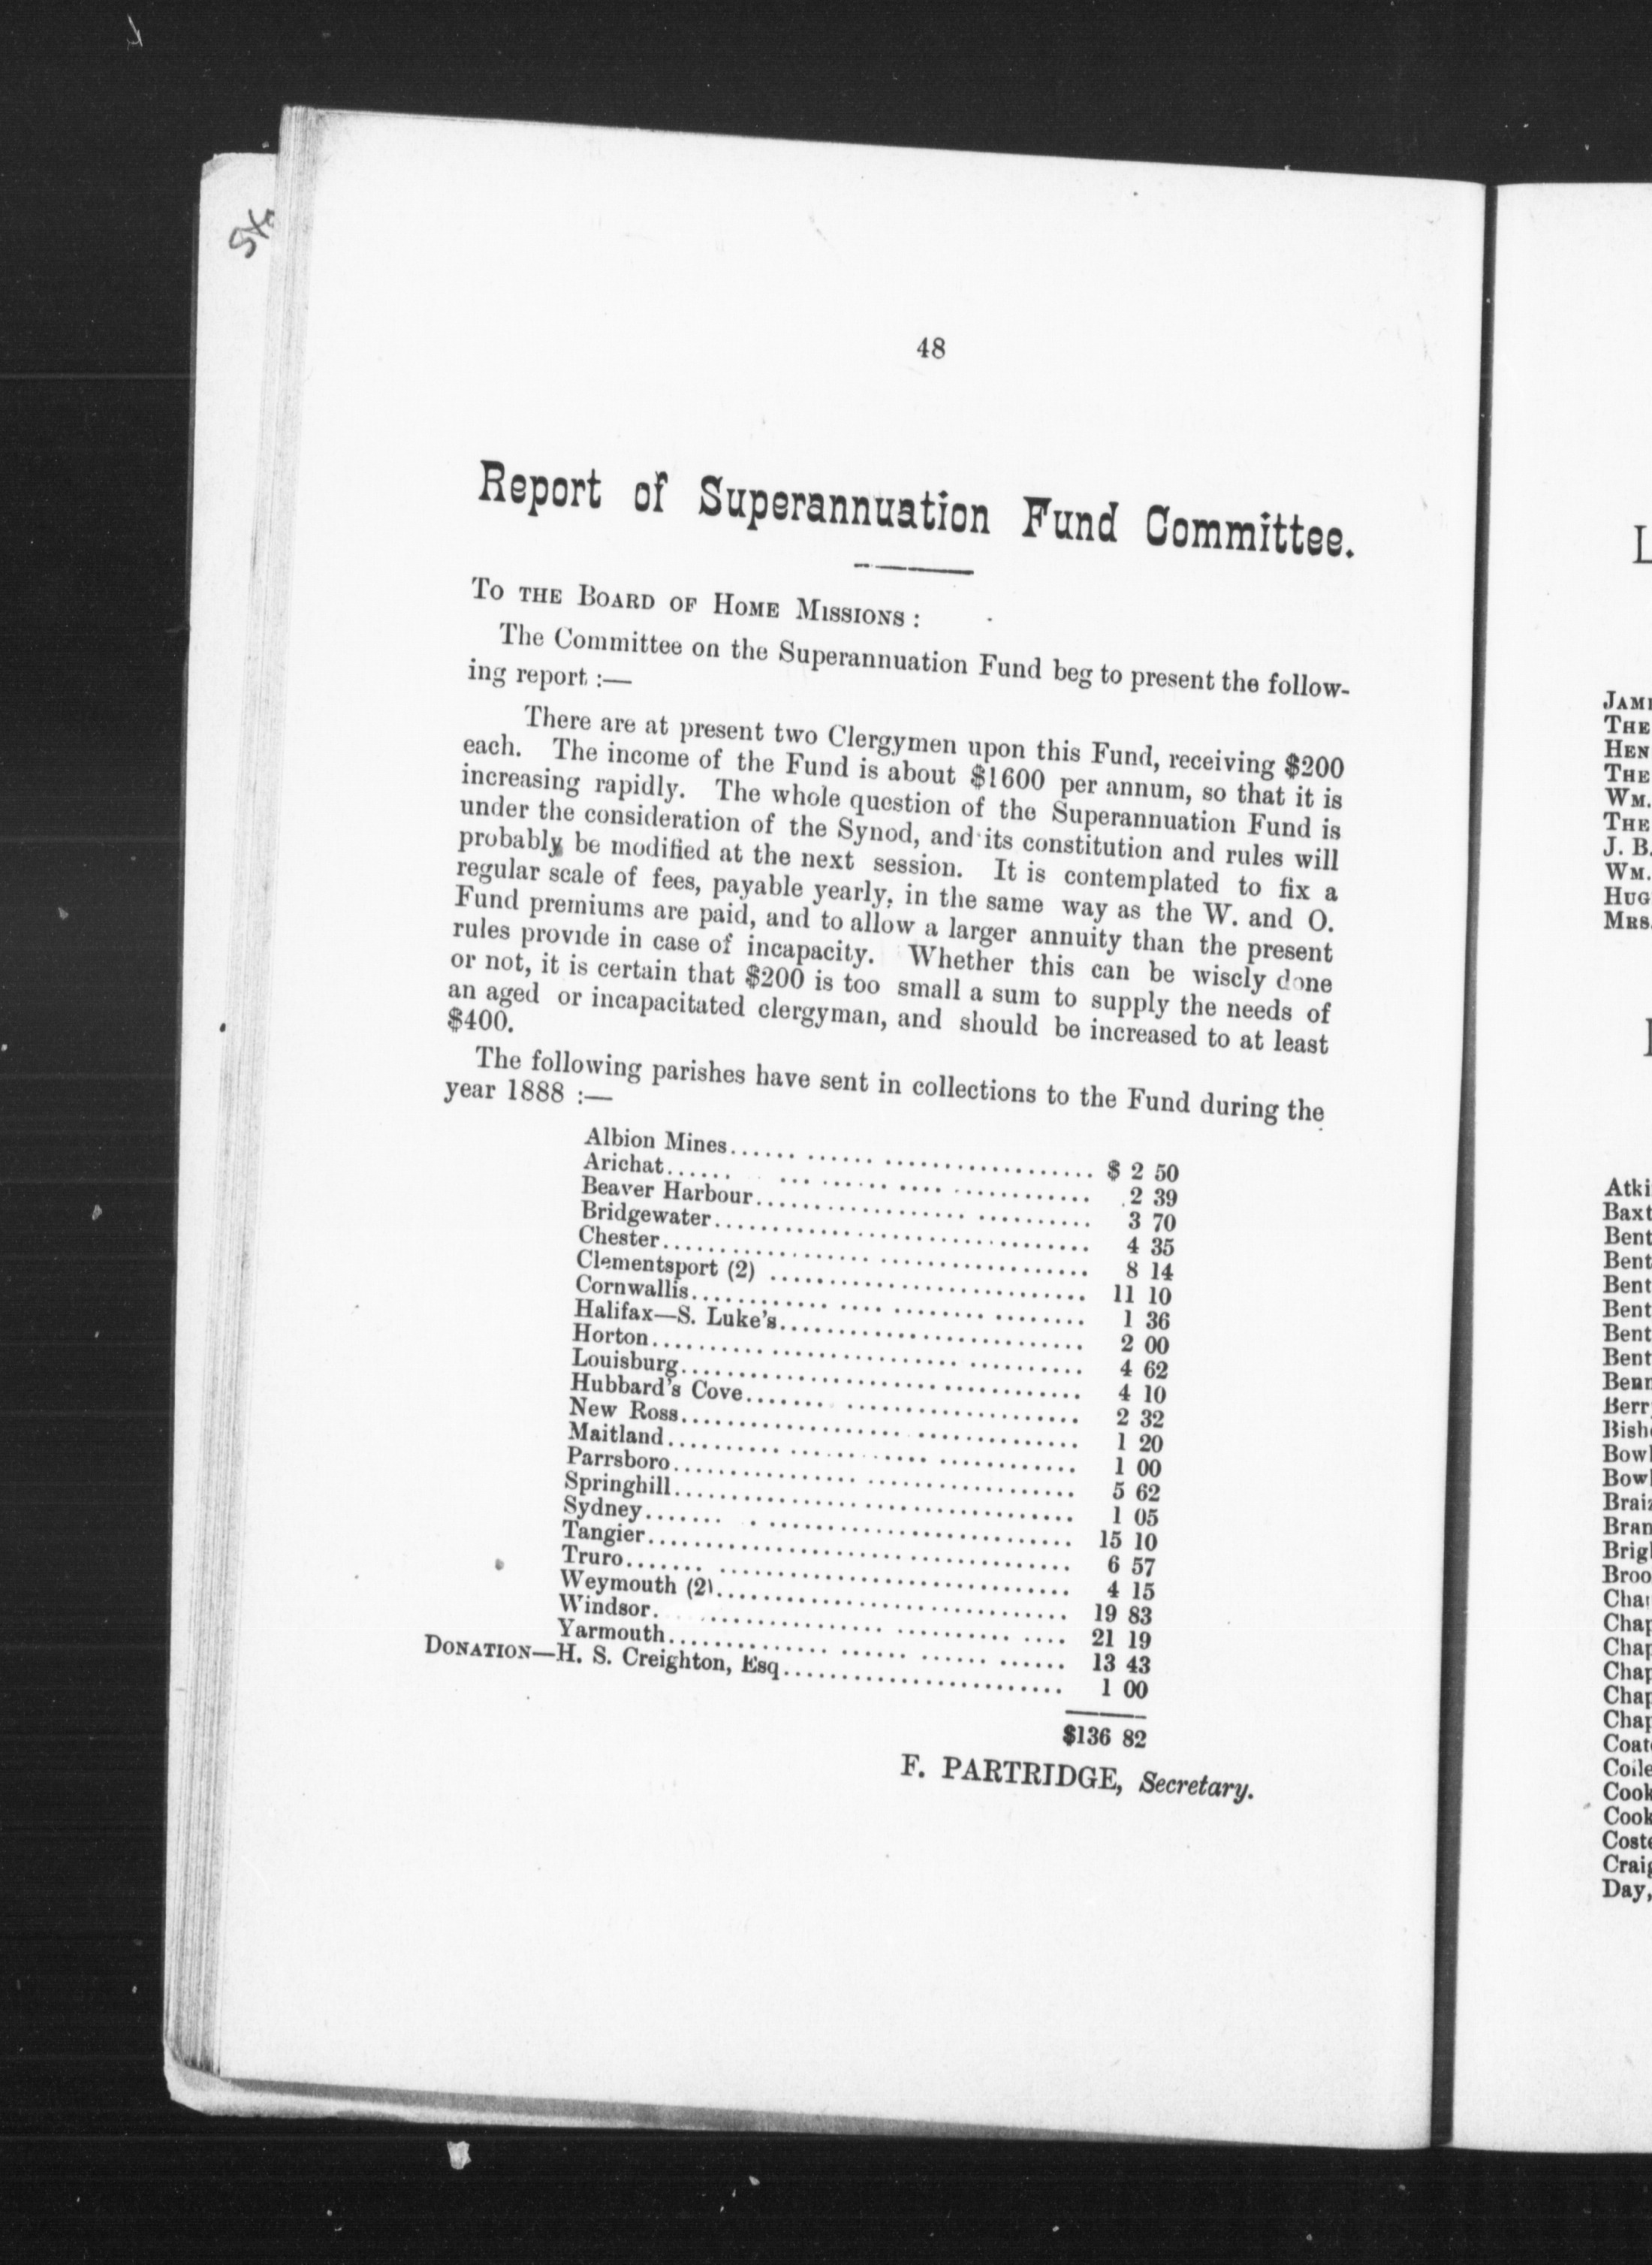 48
Report of Superannuation Fund Committee.
To the Board of Home Missions :
The Committee on the Superannuation Fund beg to present the follow-
ing report :—
There are at present two Clergymen upon this Fund, receiving $200
each. The income of the Fund is about $1600 per annum, so that it is
increasing rapidly. The whole question of the Superannuation Fund is
under the consideration of the Synod, and its constitution and rules will
probably be modified at the next session. It is contemplated to fix a
regular scale of fees, payable yearly, in the same way as the W. and O.
Fund premiums are paid, and to allow a larger annuity than the present
rules provide in case of incapacity. Whether this can be wisely done
or not, it is certain that $200 is too small a sum to supply the needs of
an aged or incapacitated clergyman, and should be increased to at least
$400.
The following parishes have sent in collections to the Fund during the
year 1888 :—
Albion Mines........ $ 2 50
Arichat........ 2 39
Beaver Harbour........ 3 70
Bridgewater........ 4 35
Chester........ 8 14
Clementsport (2) ........ 11 10
Cornwallis........ 1 36
Halifax—S. Luke's........ 2 00
Horton........ 4 62
Louisburg........ 4 10
Hubbard's Cove........ 2 32
New Ross........ 1 20
Maitland........ 1 00
Parrsboro........ 5 62
Springhill........ 1 05
Sydney........ 15 10
Tangier........ 6 57
Truro........ 4 15
Weymouth (2)........ 19 83
Windsor........ 21 19
Yarmouth........ 13 43
Donation—H. S. Creighton, Esq........ 1 00
$136 82
F. PARTRIDGE, Secretary.
The
The
Wm.
The
J. B.
Wm.
Mrs.
Day,